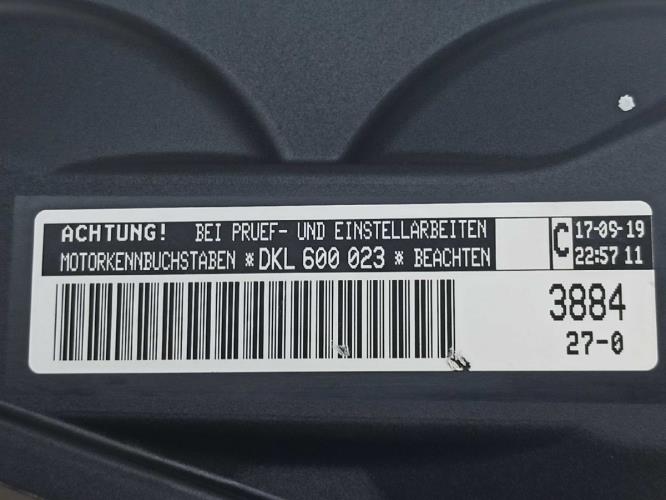 ACHTUNG! BEI PRUEF- UND EINSTELLARBEITEN
MOTORKENNBUCHSTABEN *DKL 600 023* BEACHTEN
C
17-09-19
22:57 11
3884
27-0